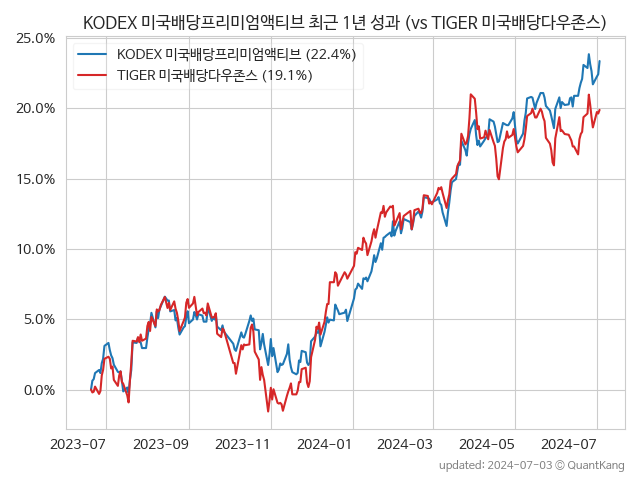 KODEX 미국배당프리미엄액티브 최근 1년 성과 (vs TIGER 미국배당다우존스)
25.0%
KODEX 미국배당프리미엄액티브 (22.4%)
TIGER 미국배당다우존스 (19.1%)
20.0%
15.0%
10.0%
5.0%
0.0%
2023-07 2023-09 2023-11 2024-01 2024-03 2024-05 2024-07
updated: 2024-07-03 © QuantKang